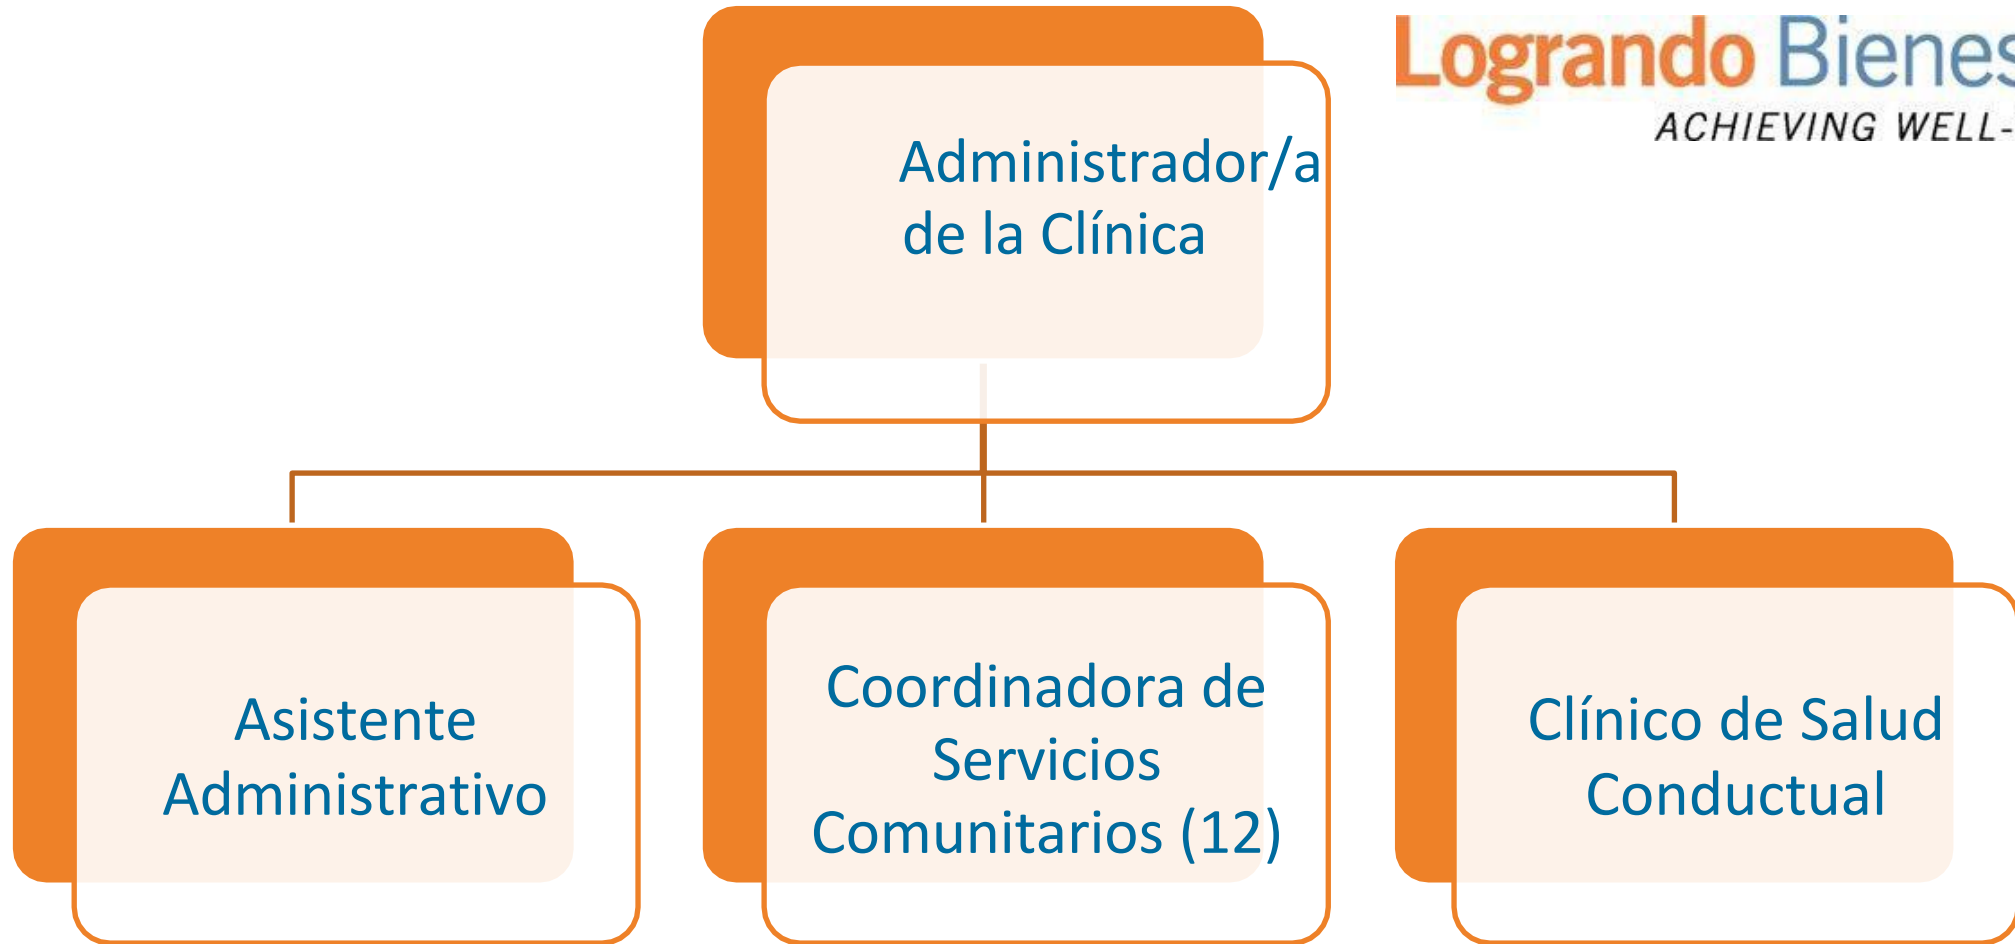 Logrando Bienes
ACHIEVING WELL-
Administrador/a
de la Clínica
Asistente
Administrativo
Coordinadora de
Servicios
Comunitarios (12)
Clínico de Salud
Conductual